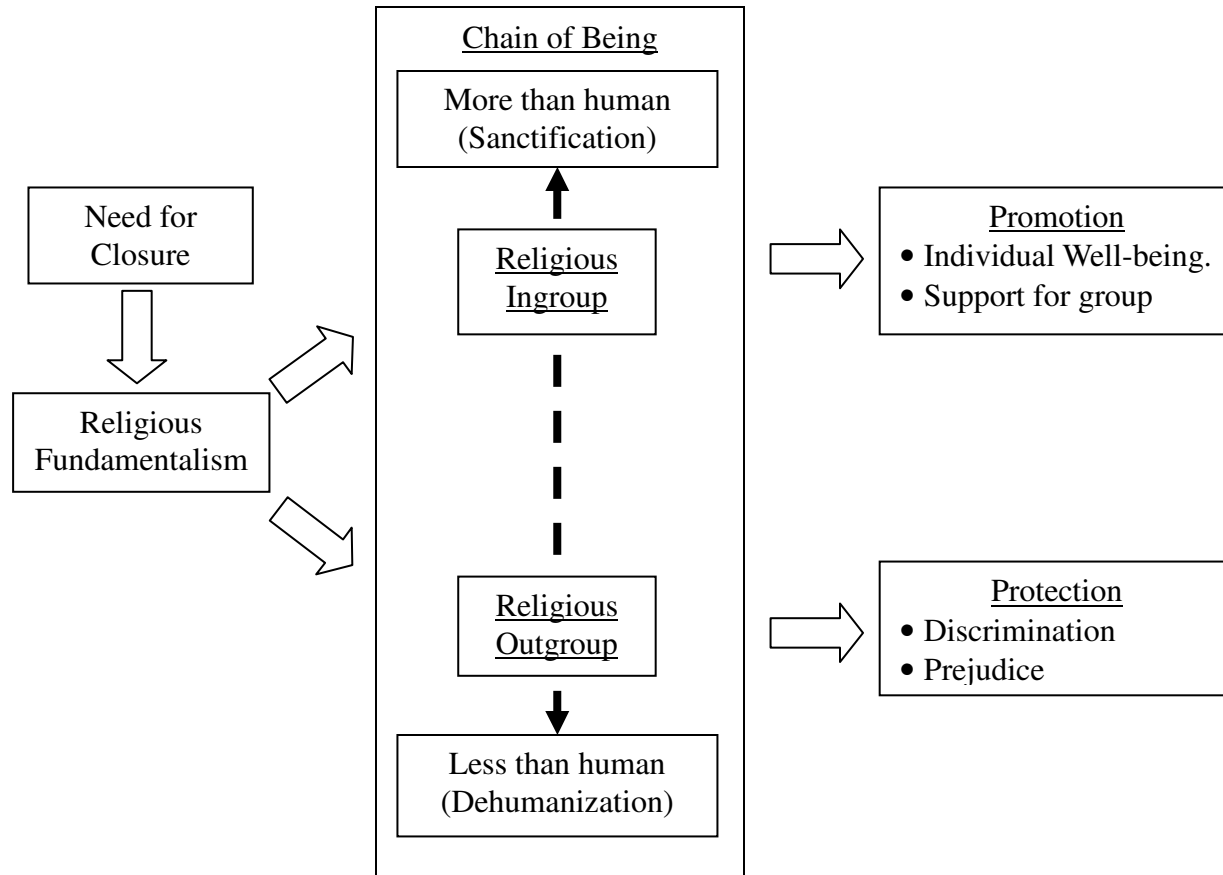 Chain of Being
More than human
(Sanctification)
Need for
Closure
Religious
Ingroup
Promotion
• Individual Well-being.
• Support for group
Religious
Fundamentalism
Religious
Outgroup
Protection
• Discrimination
• Prejudice
Less than human
(Dehumanization)